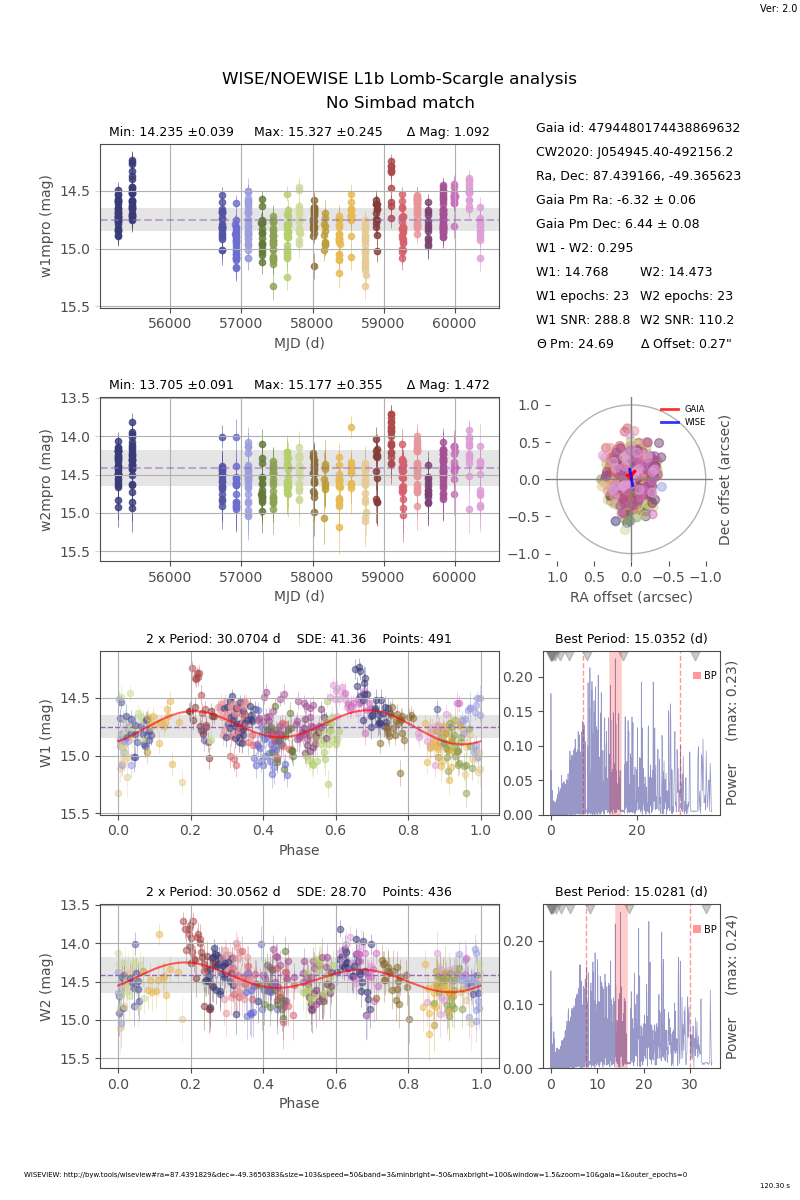 Ver: 2.0
WISE/NOEWISE L1b Lomb-Scargle analysis
No Simbad match
Min: 14.235 ±0.039 Max: 15.327 ±0.245 Δ Mag: 1.092
14.5
15.0
15.5
w1mpro (mag)
56000 57000 58000 59000 60000
MJD (d)
Gaia id: 4794480174438869632
CW2020: J054945.40-492156.2
Ra, Dec: 87.439166, -49.365623
Gaia Pm Ra: -6.32 ± 0.06
Gaia Pm Dec: 6.44 ± 0.08
W1 - W2: 0.295
W1: 14.768 W2: 14.473
W1 epochs: 23 W2 epochs: 23
W1 SNR: 288.8 W2 SNR: 110.2
Θ Pm: 24.69 Δ Offset: 0.27"
Min: 13.705 ±0.091 Max: 15.177 ±0.355 Δ Mag: 1.472
13.5
14.0
14.5
15.0
15.5
w2mpro (mag)
56000 57000 58000 59000 60000
MJD (d)
GAIA
WISE
1.0
0.5
0.0
−0.5
−1.0
Dec offset (arcsec)
1.0 0.5 0.0 −0.5 −1.0
RA offset (arcsec)
2 x Period: 30.0704 d SDE: 41.36 Points: 491
14.5
15.0
15.5
W1 (mag)
0.0 0.2 0.4 0.6 0.8 1.0
Phase
Best Period: 15.0352 (d)
BP
0.20
0.15
0.10
0.05
0.00
Power (max: 0.23)
0 20
2 x Period: 30.0562 d SDE: 28.70 Points: 436
13.5
14.0
14.5
15.0
15.5
W2 (mag)
0.0 0.2 0.4 0.6 0.8 1.0
Phase
Best Period: 15.0281 (d)
BP
0.20
0.10
0.00
Power (max: 0.24)
0 10 20 30
WISEVIEW: http://byw.tools/wiseview#ra=87.4391829&dec=-49.3656383&size=103&speed=50&band=3&minbright=-50&maxbright=100&window=1.5&zoom=10&gaia=1&outer_epochs=0
120.30 s